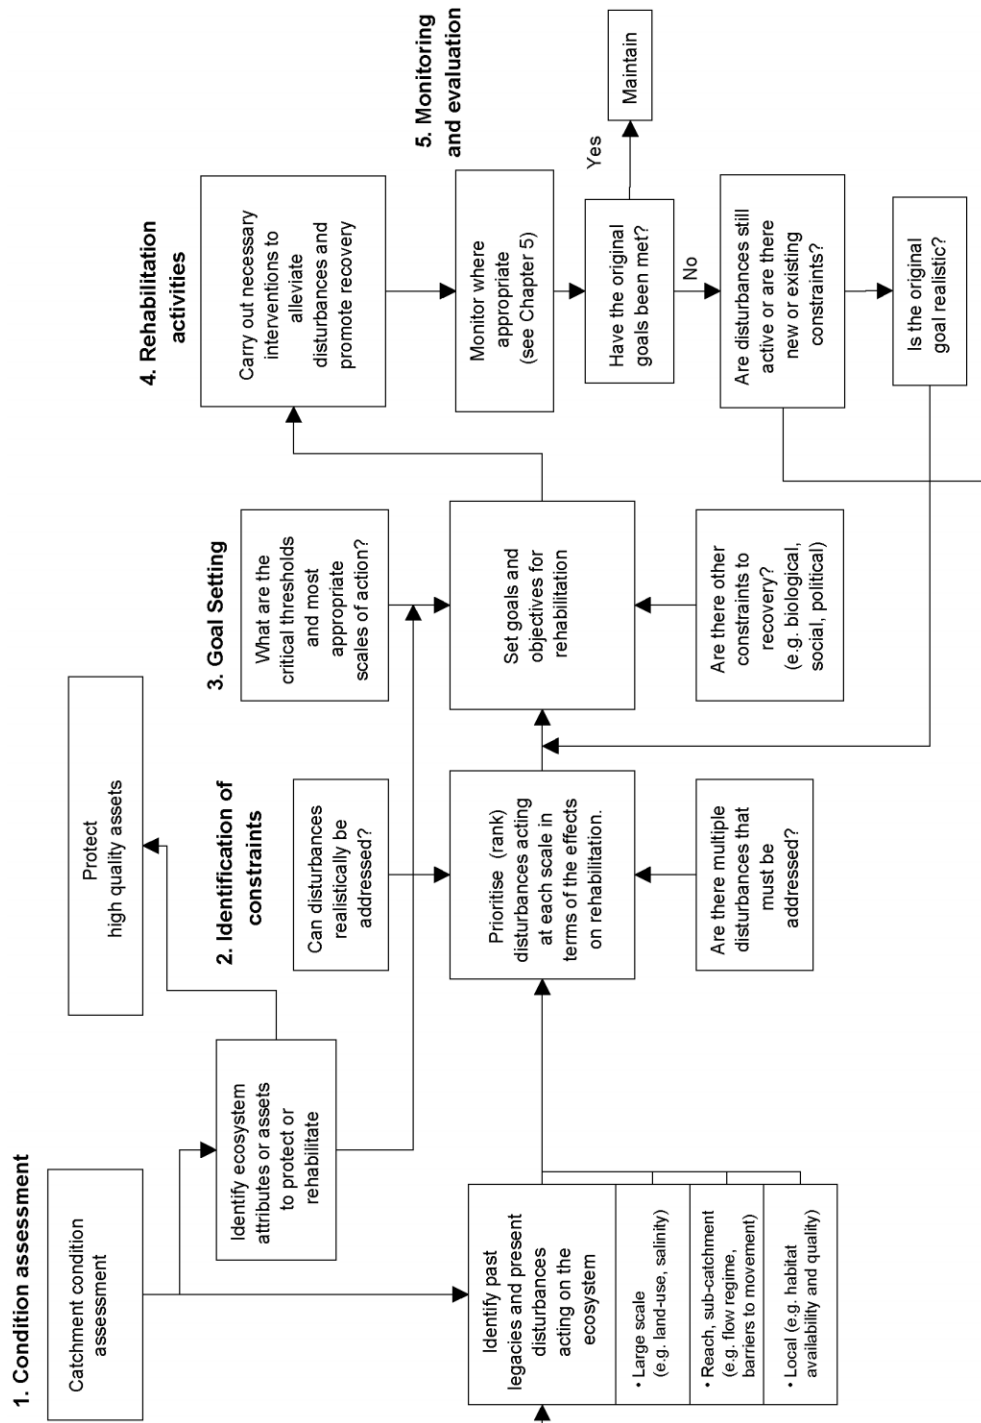 1. Condition assessment
Catchment condition
assessment
Identify ecosystem
attributes or assets
to protect or
rehabilitate
Protect
high quality assets
Identify past
legacies and present
disturbances
acting on the
ecosystem
• Large scale
(e.g. land-use, salinity)
• Reach, sub-catchment
(e.g. flow regime,
barriers to movement)
• Local (e.g. habitat
availability and quality)
2. Identification of
constraints
Can disturbances
realistically be
addressed?
Prioritise (rank)
disturbances acting
at each scale in
terms of the effects
on rehabilitation.
Are there multiple
disturbances that
must be
addressed?
3. Goal Setting
What are the
critical thresholds
and most
appropriate
scales of action?
Set goals and
objectives for
rehabilitation
Are there other
constraints to
recovery?
(e.g. biological,
social, political)
4. Rehabilitation
activities
Carry out necessary
interventions to
alleviate
disturbances and
promote recovery
5. Monitoring
and evaluation
Monitor where
appropriate
(see Chapter 5)
Have the original
goals been met?
Yes
Maintain
No
Are disturbances still
active or are there
new or existing
constraints?
Is the original
goal realistic?